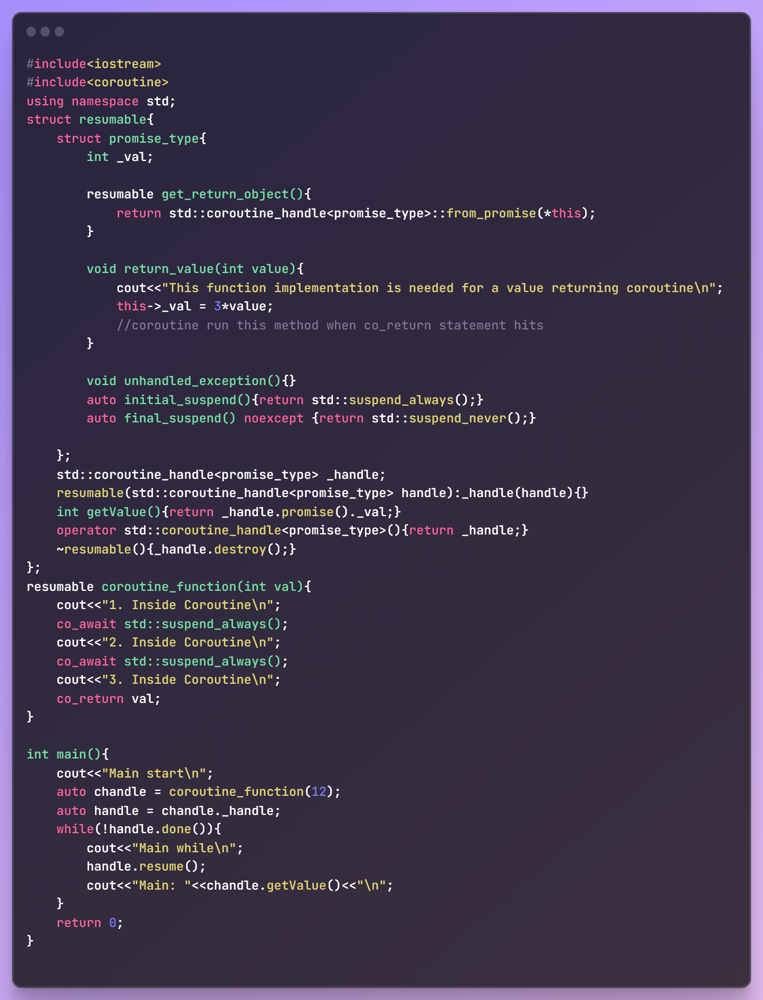 #include<iostream>
#include<coroutine>
using namespace std;
struct resumable{
    struct promise_type{
        int _val;

        resumable get_return_object(){
            return std::coroutine_handle<promise_type>::from_promise(*this);
        }

        void return_value(int value){
            cout<<"This function implementation is needed for a value returning coroutine\n";
            this->_val = 3*value;
            //coroutine run this method when co_return statement hits
        }

        void unhandled_exception(){}
        auto initial_suspend(){return std::suspend_always();}
        auto final_suspend() noexcept {return std::suspend_never();}

    };
    std::coroutine_handle<promise_type> _handle;
    resumable(std::coroutine_handle<promise_type> handle):_handle(handle){}
    int getValue(){return _handle.promise()._val;}
    operator std::coroutine_handle<promise_type>(){return _handle;}
    ~resumable(){_handle.destroy();}
};
resumable coroutine_function(int val){
    cout<<"1. Inside Coroutine\n";
    co_await std::suspend_always();
    cout<<"2. Inside Coroutine\n";
    co_await std::suspend_always();
    cout<<"3. Inside Coroutine\n";
    co_return val;
}

int main(){
    cout<<"Main start\n";
    auto chandle = coroutine_function(12);
    auto handle = chandle._handle;
    while(!handle.done()){
        cout<<"Main while\n";
        handle.resume();
        cout<<"Main: "<<chandle.getValue()<<"\n";
    }
    return 0;
}